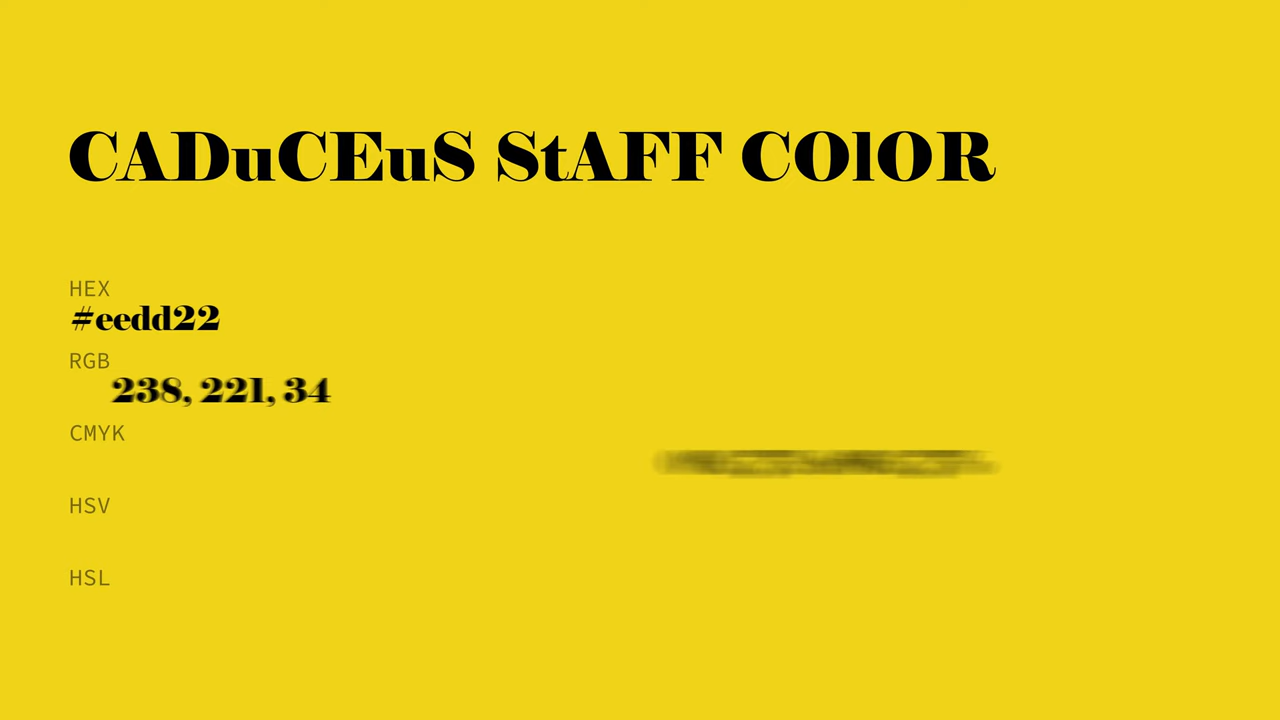 CADuCEuS StAFF COlOR
HEX
#eedd22
RGB
238, 221, 34
CMYK
HSV
HSL